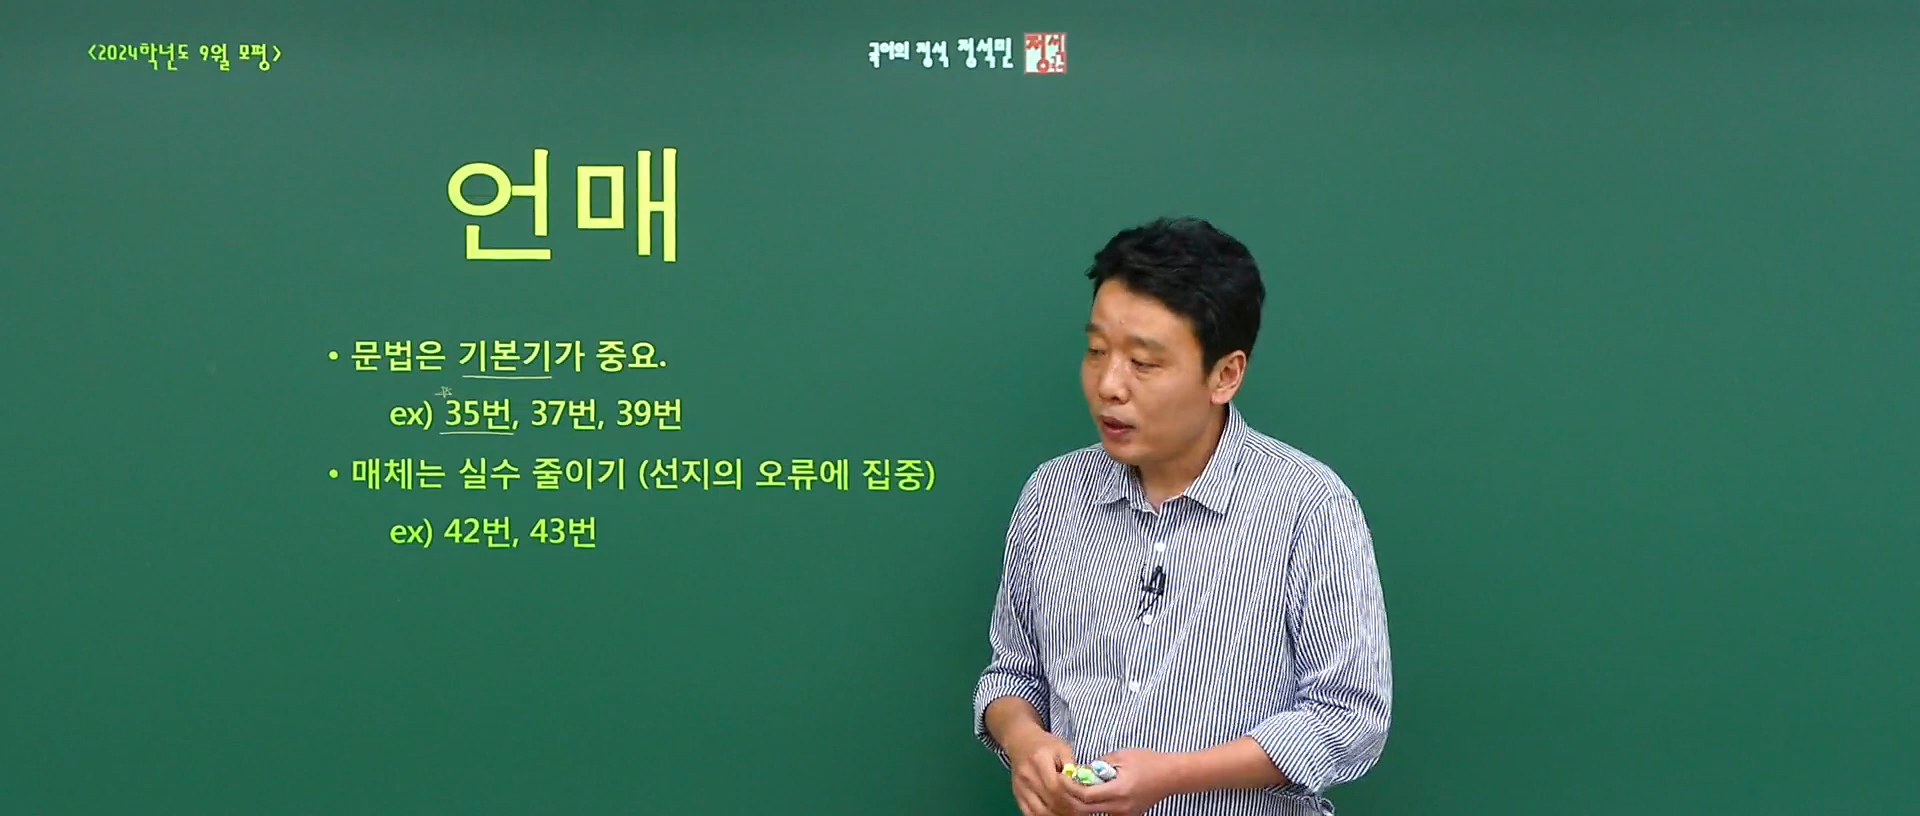 <2024학년도 9월 모평>
국어의 정석 정석민
언매
• 문법은 기본기가 중요.
ex) 35번, 37번, 39번
• 매체는 실수 줄이기 (선지의 오류에 집중)
ex) 42번, 43번